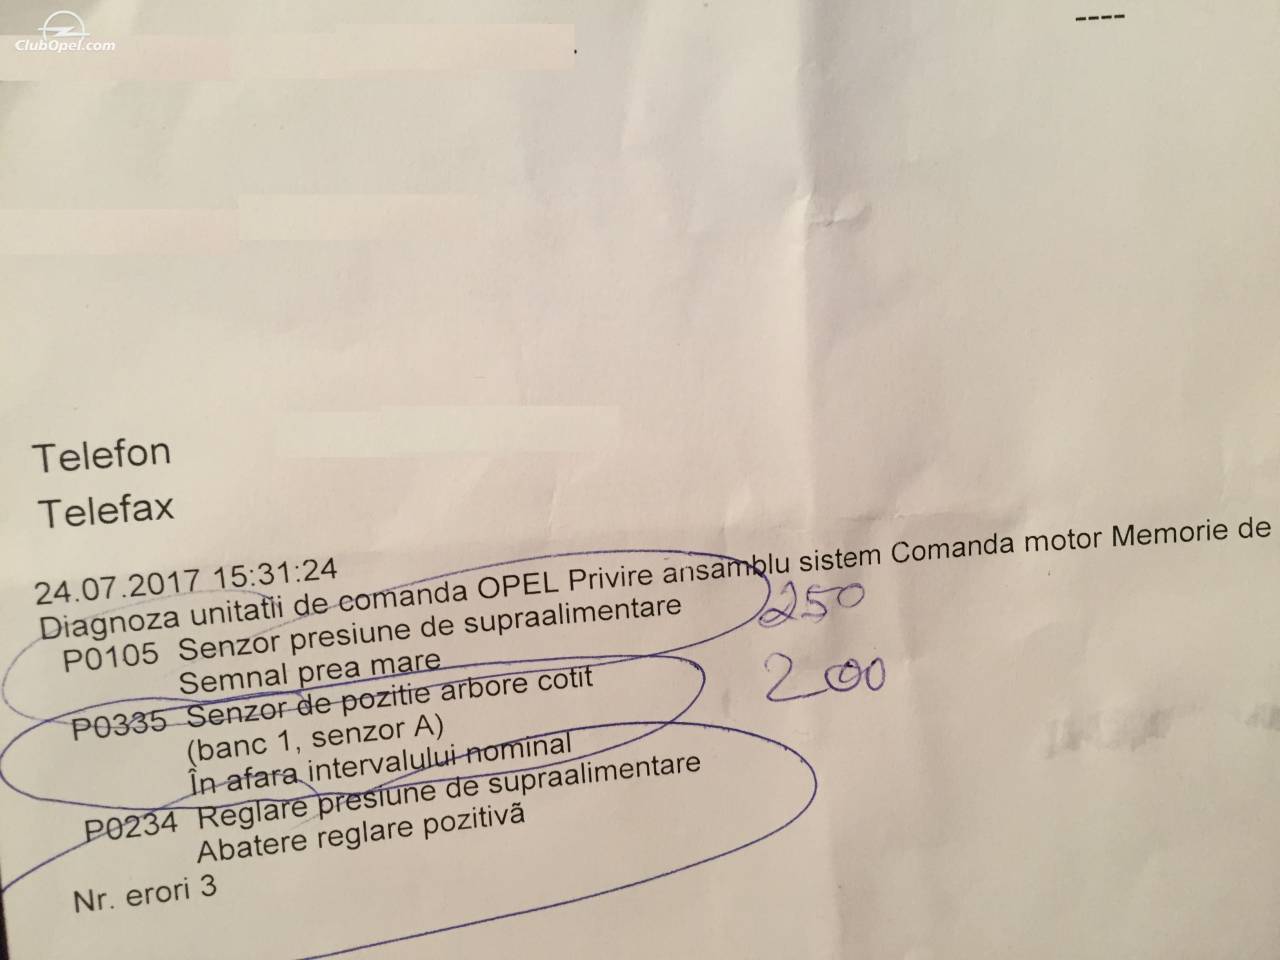 ClubOpel.com
----
Telefon
Telefax
24.07.2017 15:31:24
Diagnoza unitatii de comanda OPEL Privire ansamblu sistem Comanda motor Memorie de
P0105 Senzor presiune de supraalimentare
250
Semnal prea mare
P0335 Senzor de pozitie arbore cotit
200
(banc 1, senzor A)
În afara intervalului nominal
P0234 Reglare presiune de supraalimentare
Abatere reglare pozitivã
Nr. erori 3